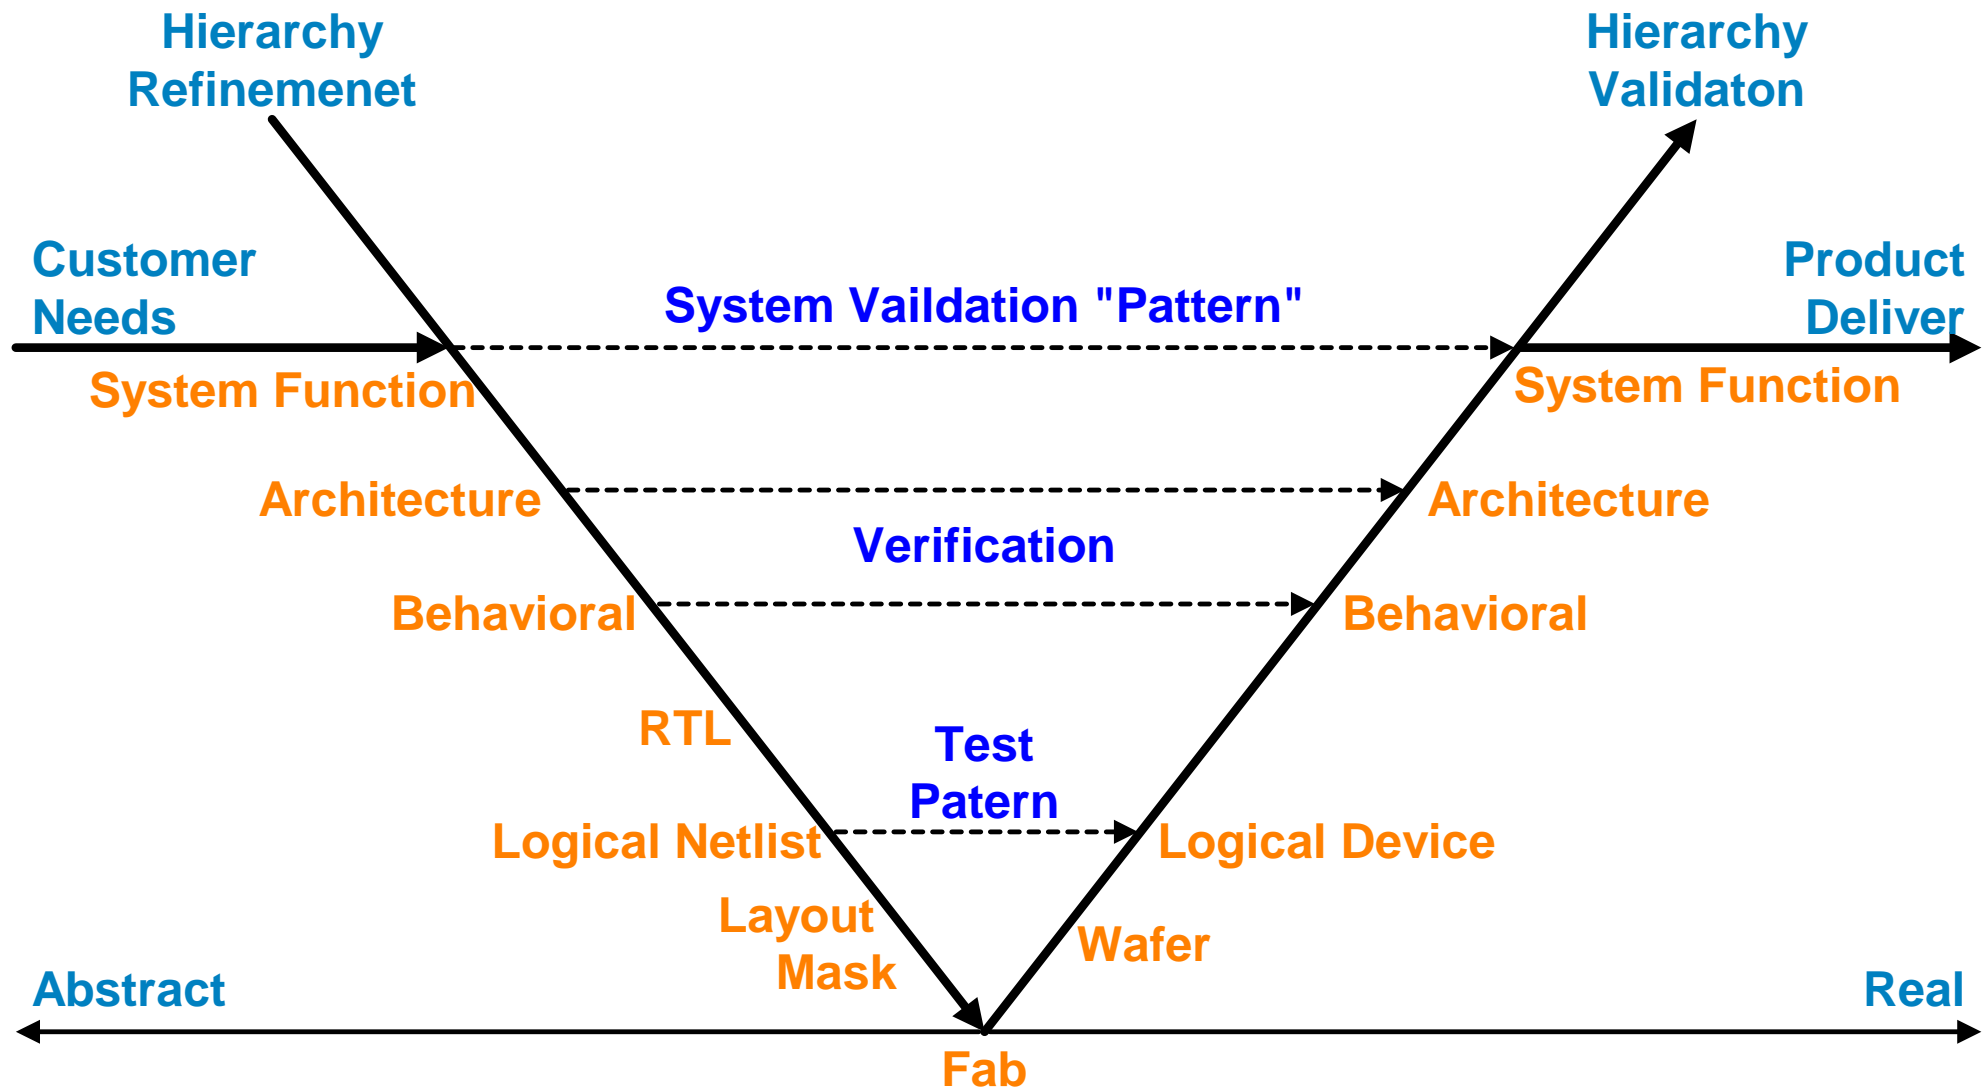 Hierarchy
Refinemenet
Hierarchy
Validaton
Customer
Needs
System Vaildation "Pattern"
Product
Deliver
System Function
System Function
Architecture
Architecture
Verification
Behavioral
Behavioral
RTL
Test
Patern
Logical Netlist
Logical Device
Layout
Mask
Wafer
Abstract
Real
Fab